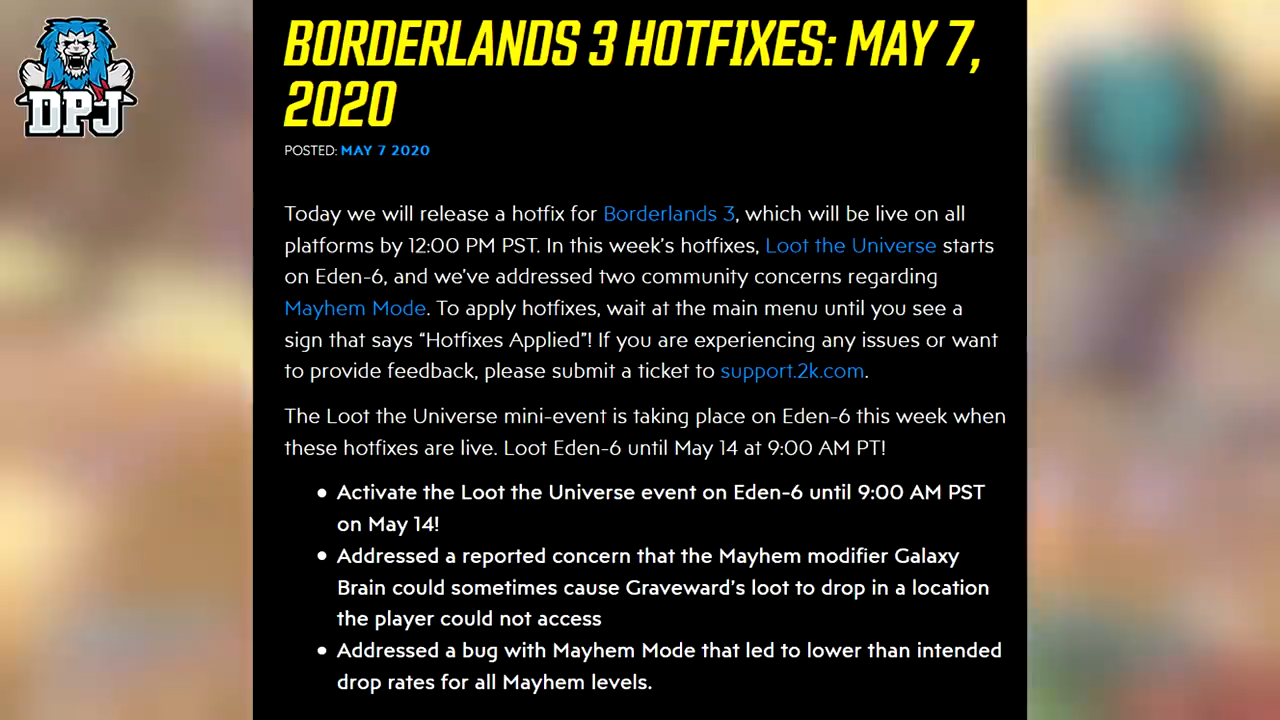 DPJ
BORDERLANDS 3 HOTFIXES: MAY 7,
2020
POSTED: MAY 7 2020
Today we will release a hotfix for Borderlands 3, which will be live on all
platforms by 12:00 PM PST. In this week's hotfixes, Loot the Universe starts
on Eden-6, and we've addressed two community concerns regarding
Mayhem Mode. To apply hotfixes, wait at the main menu until you see a
sign that says “Hotfixes Applied”! If you are experiencing any issues or want
to provide feedback, please submit a ticket to support.2k.com.
The Loot the Universe mini-event is taking place on Eden-6 this week when
these hotfixes are live. Loot Eden-6 until May 14 at 9:00 AM PT!
• Activate the Loot the Universe event on Eden-6 until 9:00 AM PST
on May 14!
• Addressed a reported concern that the Mayhem modifier Galaxy
Brain could sometimes cause Graveward's loot to drop in a location
the player could not access
• Addressed a bug with Mayhem Mode that led to lower than intended
drop rates for all Mayhem levels.